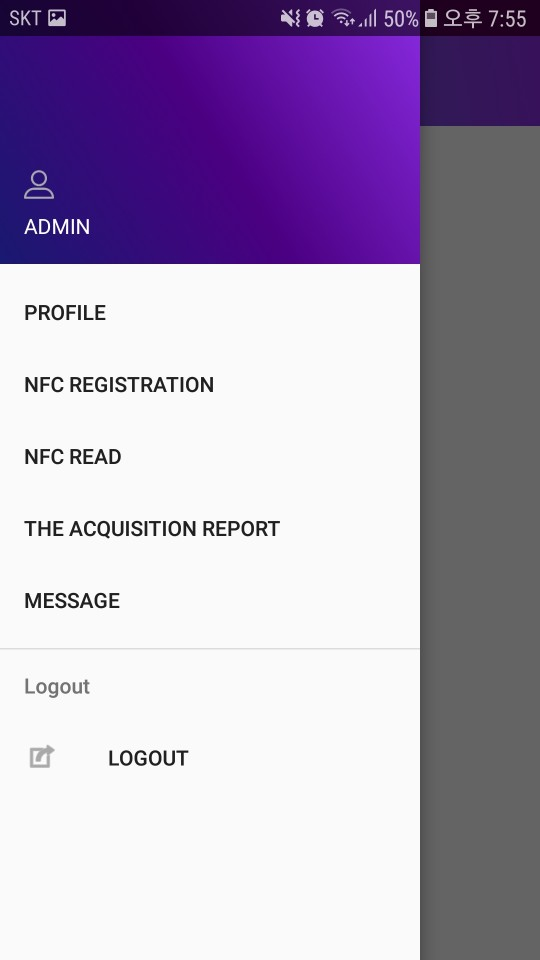 SKT 50% 오후 7:55
ADMIN
PROFILE
NFC REGISTRATION
NFC READ
THE ACQUISITION REPORT
MESSAGE
Logout
LOGOUT